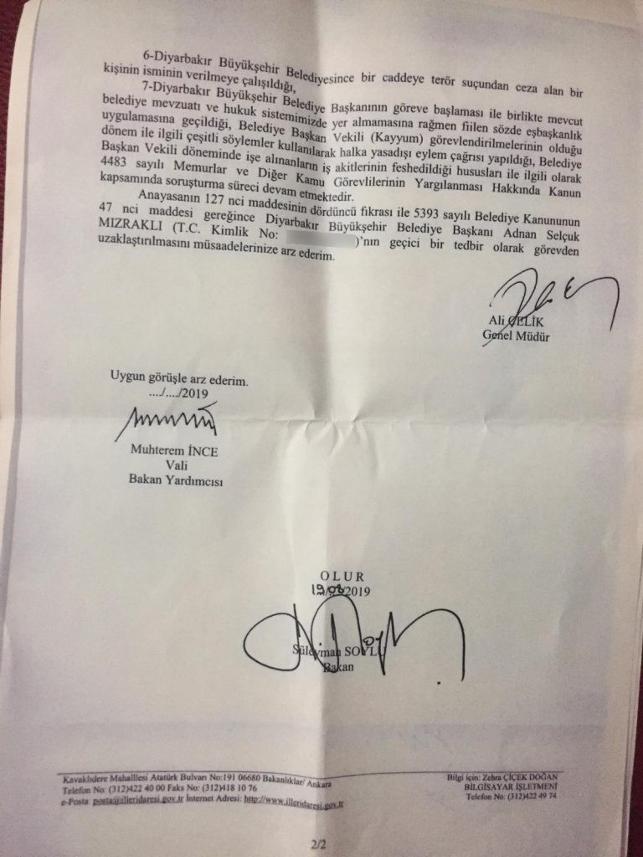 6-Diyarbakır Büyükşehir Belediyesince bir caddeye terör suçundan ceza alan bir
kişinin isminin verilmeye çalışıldığı,
7-Diyarbakır Büyükşehir Belediye Başkanının göreve başlaması ile birlikte mevcut
belediye mevzuatı ve hukuk sistemimizde yer almamasına rağmen fiilen sözde eşbaşkanlık
uygulamasına geçildiği, Belediye Başkan Vekili (Kayyum) görevlendirilmelerinin olduğu
dönem ile ilgili çeşitli söylemler kullanılarak halka yasadışı eylem çağrısı yapıldığı, Belediye
Başkan Vekili döneminde işe alınanların iş akitlerinin feshedildiği hususları ile ilgili olarak
4483 sayılı Memurlar ve Diğer Kamu Görevlilerinin Yargılanması Hakkında Kanun
kapsamında soruşturma süreci devam etmektedir.
Anayasanın 127 nci maddesinin dördüncü fıkrası ile 5393 sayılı Belediye Kanununun
47 nci maddesi gereğince Diyarbakır Büyükşehir Belediye Başkanı Adnan Selçuk
MIZRAKLI (T.C. Kimlik No: )'nın geçici bir tedbir olarak görevden
uzaklaştırılmasını müsaadelerinize arz ederim.
Ali ÇELİK
Genel Müdür
Uygun görüşle arz ederim.
..../..../2019
Muhterem İNCE
Vali
Bakan Yardımcısı
O L U R
19/08/2019
Süleyman SOYLU
Bakan
Kavaklıdere Mahallesi Atatürk Bulvarı No:191 06680 Bakanlıklar/ Ankara
Telefon No: (312)422 40 00 Faks No: (312)418 10 76
e-Posta posta@illeridaresi.gov.tr İnternet Adresi: http://www.illeridaresi.gov.tr
Bilgi için: Zehra ÇİÇEK DOĞAN
BİLGİSAYAR İŞLETMENİ
Telefon No: (312)422 49 74
2/2